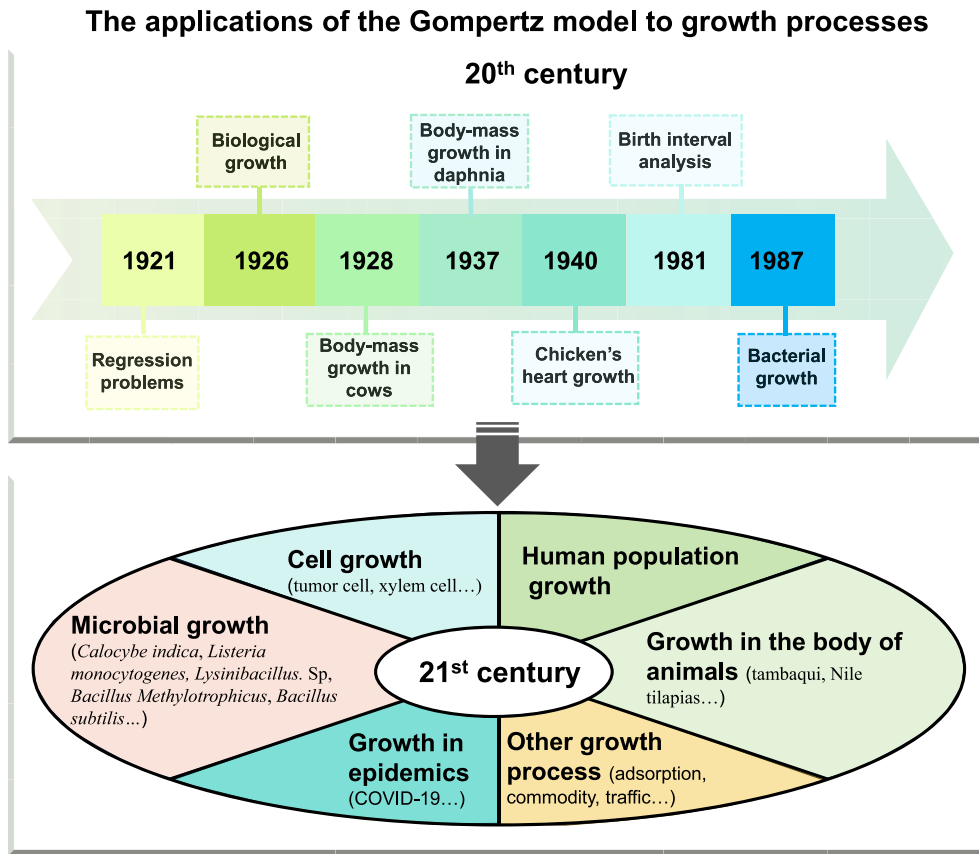 The applications of the Gompertz model to growth processes
20th century
Biological
growth
Body-mass
growth in
daphnia
Birth interval
analysis
1921
1926
1928
1937
1940
1981
1987
Regression
problems
Body-mass
growth in
cows
Chicken's
heart growth
Bacterial
growth
Cell growth
(tumor cell, xylem cell…)
Human population
growth
Microbial growth
(Calocybe indica, Listeria
monocytogenes, Lysinibacillus. Sp,
Bacillus Methylotrophicus, Bacillus
subtilis…)
21st century
Growth in the body of
animals (tambaqui, Nile
tilapias…)
Growth in
epidemics
(COVID-19…)
Other growth
process (adsorption,
commodity, traffic…)